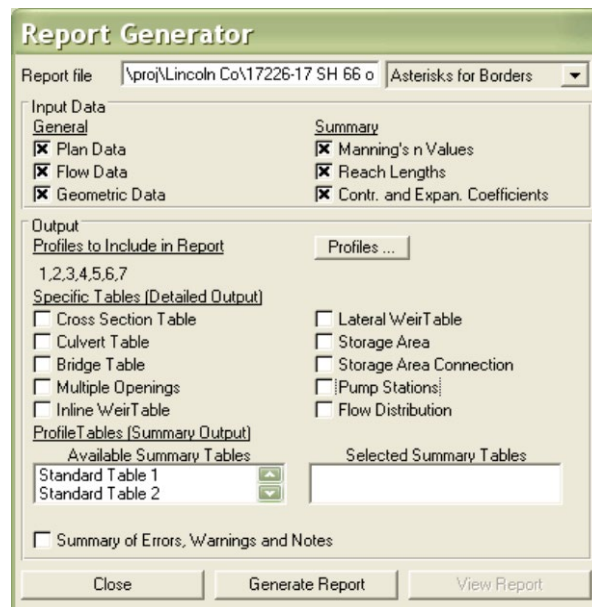 Report Generator
Report file \proj\Lincoln Co\17226-17 SH 66 o Asterisks for Borders
Input Data
General Summary
Plan Data Manning's n Values
Flow Data Reach Lengths
Geometric Data Contr. and Expan. Coefficients
Output
Profiles to Include in Report Profiles ...
1,2,3,4,5,6,7
Specific Tables (Detailed Output)
Cross Section Table Lateral WeirTable
Culvert Table Storage Area
Bridge Table Storage Area Connection
Multiple Openings Pump Stations
Inline WeirTable Flow Distribution
ProfileTables (Summary Output)
Available Summary Tables Selected Summary Tables
Standard Table 1
Standard Table 2
Summary of Errors, Warnings and Notes
Close Generate Report View Report